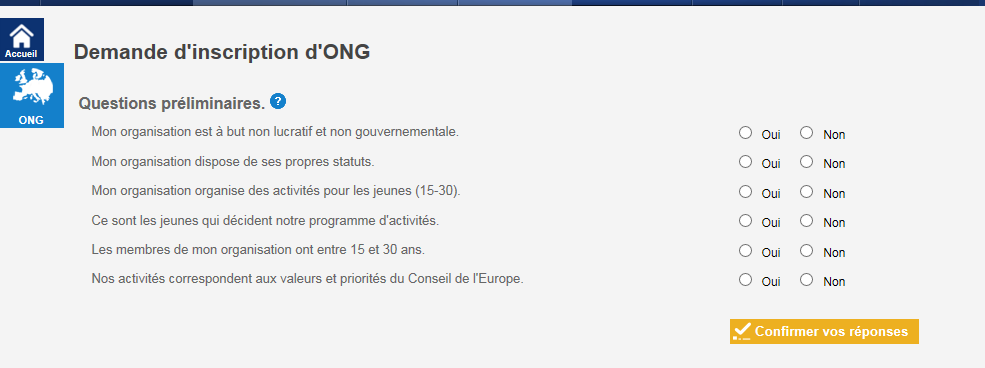 Accueil
Demande d'inscription d'ONG
ONG
Questions préliminaires. ?
Mon organisation est à but non lucratif et non gouvernementale. Oui Non
Mon organisation dispose de ses propres statuts. Oui Non
Mon organisation organise des activités pour les jeunes (15-30). Oui Non
Ce sont les jeunes qui décident notre programme d'activités. Oui Non
Les membres de mon organisation ont entre 15 et 30 ans. Oui Non
Nos activités correspondent aux valeurs et priorités du Conseil de l'Europe. Oui Non
Confirmer vos réponses